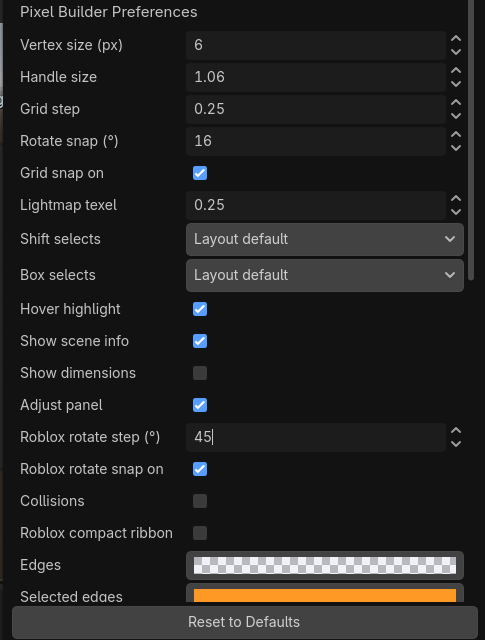 Pixel Builder Preferences
Vertex size (px) 6
Handle size 1.06
Grid step 0.25
Rotate snap (°) 16
Grid snap on
Lightmap texel 0.25
Shift selects Layout default
Box selects Layout default
Hover highlight
Show scene info
Show dimensions
Adjust panel
Roblox rotate step (°) 45
Roblox rotate snap on
Collisions
Roblox compact ribbon
Edges
Selected edges
Reset to Defaults